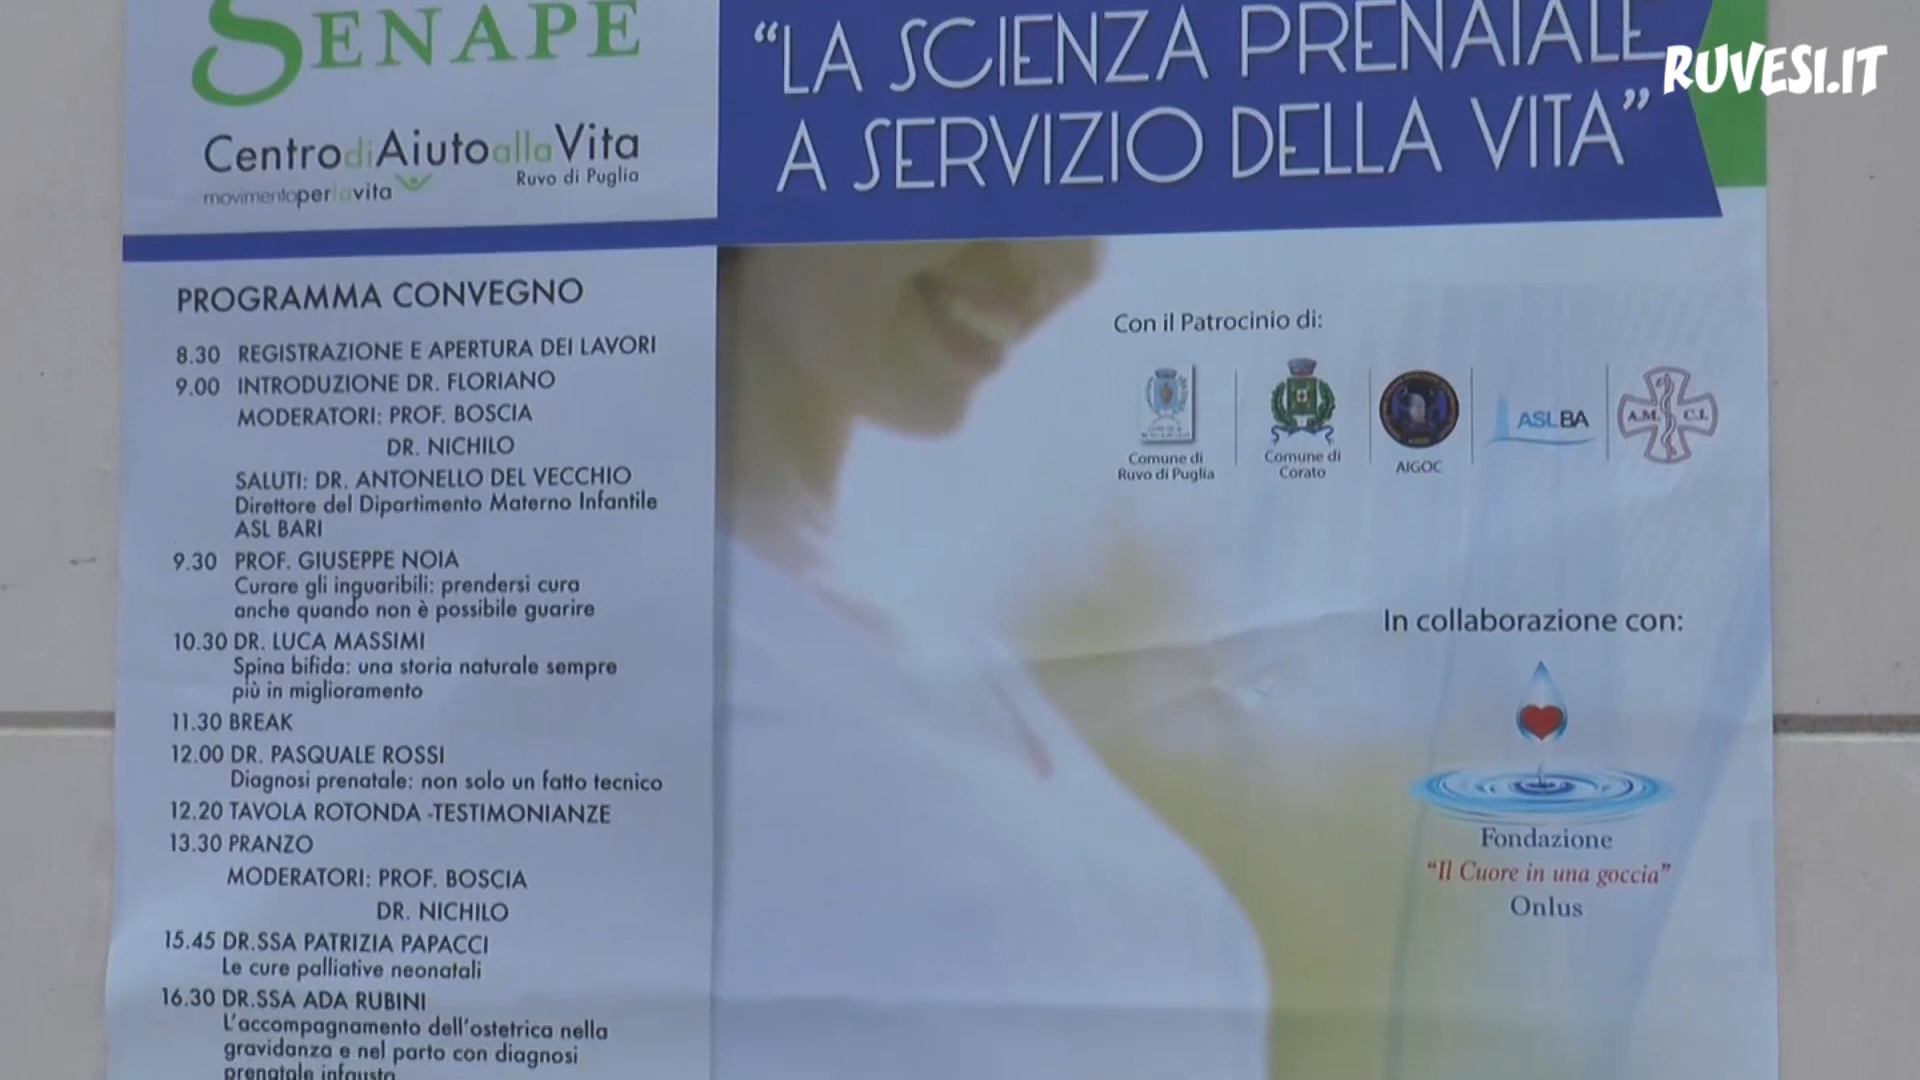 SENAPE
CentrodiAiutoallaVita
movimentoperlavita
Ruvo di Puglia
"LA SCIENZA PRENATALE
A SERVIZIO DELLA VITA"
RUVESI.IT
PROGRAMMA CONVEGNO
8.30 REGISTRAZIONE E APERTURA DEI LAVORI
9.00 INTRODUZIONE DR. FLORIANO
MODERATORI: PROF. BOSCIA
DR. NICHILO
SALUTI: DR. ANTONELLO DEL VECCHIO
Direttore del Dipartimento Materno Infantile
ASL BARI
9.30 PROF. GIUSEPPE NOIA
Curare gli inguaribili: prendersi cura
anche quando non è possibile guarire
10.30 DR. LUCA MASSIMI
Spina bifida: una storia naturale sempre
più in miglioramento
11.30 BREAK
12.00 DR. PASQUALE ROSSI
Diagnosi prenatale: non solo un fatto tecnico
12.20 TAVOLA ROTONDA -TESTIMONIANZE
13.30 PRANZO
MODERATORI: PROF. BOSCIA
DR. NICHILO
15.45 DR.SSA PATRIZIA PAPACCI
Le cure palliative neonatali
16.30 DR.SSA ADA RUBINI
L'accompagnamento dell'ostetrica nella
gravidanza e nel parto con diagnosi
prenatale infausta
Con il Patrocinio di:
Comune di
Ruvo di Puglia
Comune di
Corato
AIGOC
ASLBA
A.M.C.I.
In collaborazione con:
Fondazione
"Il Cuore in una goccia"
Onlus